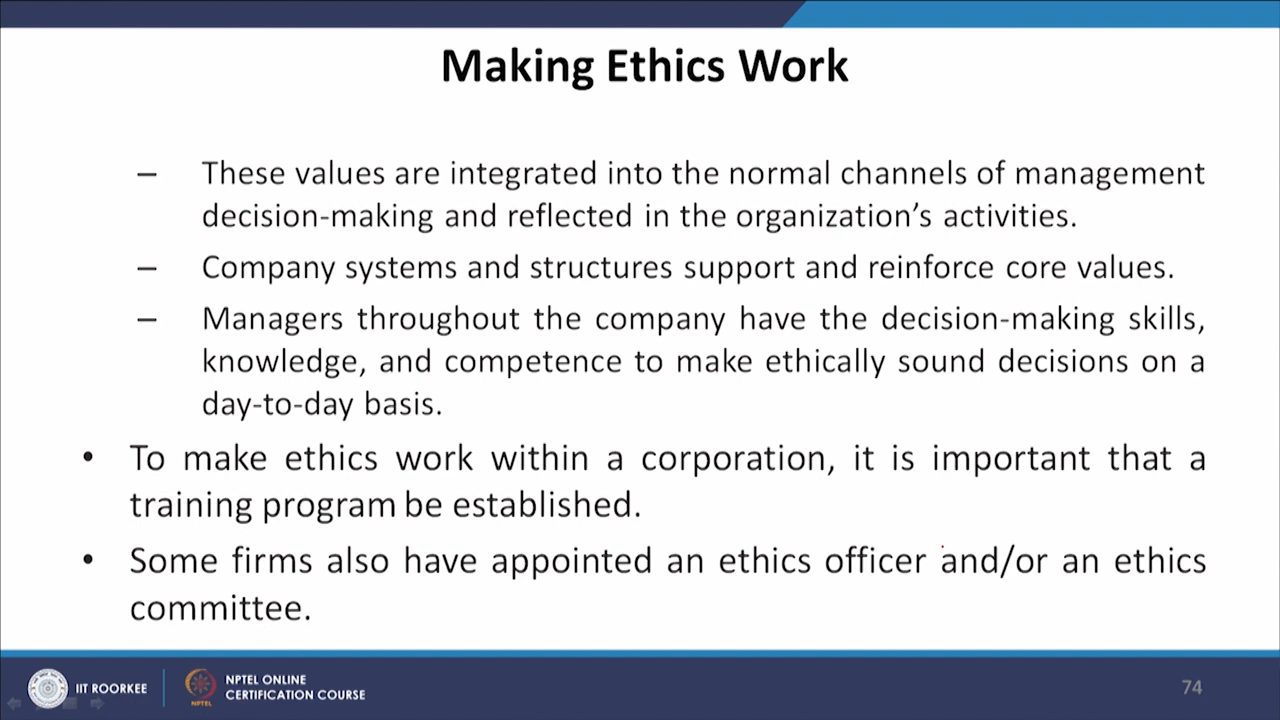 Making Ethics Work
– These values are integrated into the normal channels of management
decision-making and reflected in the organization’s activities.
– Company systems and structures support and reinforce core values.
– Managers throughout the company have the decision-making skills,
knowledge, and competence to make ethically sound decisions on a
day-to-day basis.
• To make ethics work within a corporation, it is important that a
training program be established.
• Some firms also have appointed an ethics officer and/or an ethics
committee.
IIT ROORKEE
NPTEL
NPTEL ONLINE
CERTIFICATION COURSE
74